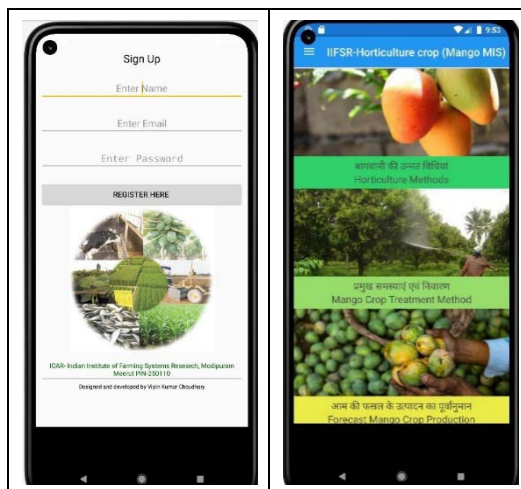 Sign Up
Enter Name
Enter Email
Enter Password
REGISTER HERE
ICAR- Indian Institute of Farming Systems Research, Modipuram
Meerut PIN-250110
Designed and developed by Vipin Kumar Choudhary
9:53
IIFSR-Horticulture crop (Mango MIS)
बागवानी की उन्नत विधियां
Horticulture Methods
प्रमुख समस्याएं एवं निवारण
Mango Crop Treatment Method
आम की फसल के उत्पादन का पूर्वानुमान
Forecast Mango Crop Production